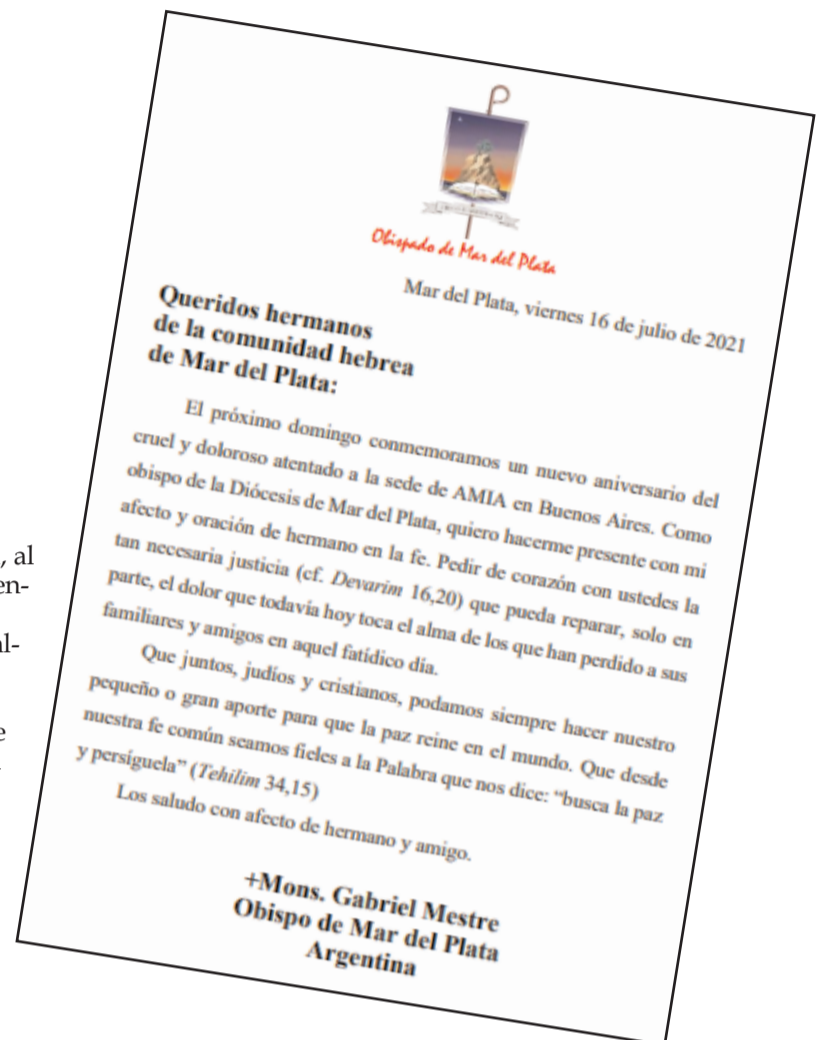 Obispado de Mar del Plata
Mar del Plata, viernes 16 de julio de 2021
Queridos hermanos
de la comunidad hebrea
de Mar del Plata:
El próximo domingo conmemoramos un nuevo aniversario del
cruel y doloroso atentado a la sede de AMIA en Buenos Aires. Como
obispo de la Diócesis de Mar del Plata, quiero hacerme presente con mi
afecto y oración de hermano en la fe. Pedir de corazón con ustedes la
tan necesaria justicia (cf. Devarim 16,20) que pueda reparar, solo en
parte, el dolor que todavía hoy toca el alma de los que han perdido a sus
familiares y amigos en aquel fatídico día.
Que juntos, judíos y cristianos, podamos siempre hacer nuestro
pequeño o gran aporte para que la paz reine en el mundo. Que desde
nuestra fe común seamos fieles a la Palabra que nos dice: “busca la paz
y persíguela” (Tehilim 34,15)
Los saludo con afecto de hermano y amigo.
+Mons. Gabriel Mestre
Obispo de Mar del Plata
Argentina
, al
en-
al-
e